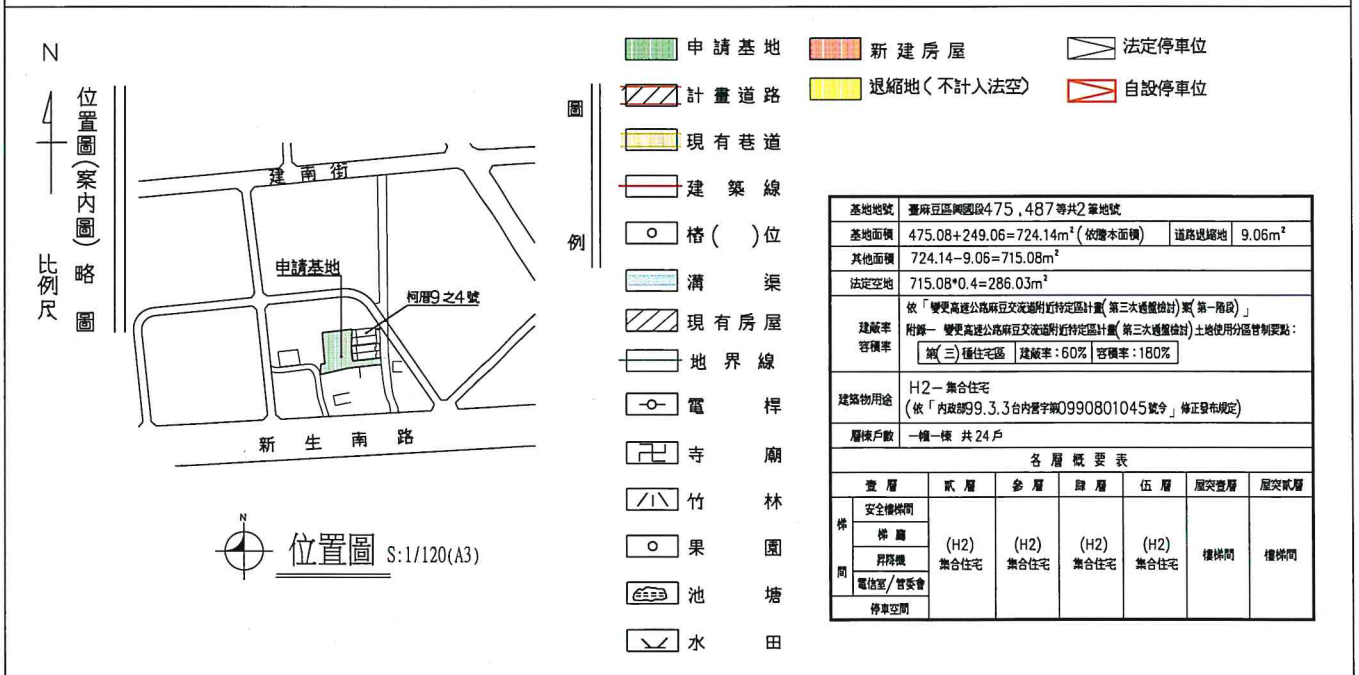 N
位置圖(案內圖)略圖
比例尺
建南街
申請基地
柯厝9之4號
新生南路
N
位置圖 S:1/120(A3)
圖例
申請基地
計畫道路
現有巷道
建築線
樁( )位
溝渠
現有房屋
地界線
電桿
寺廟
竹林
果園
池塘
水田
新建房屋
退縮地(不計入法空)
法定停車位
自設停車位
基地地號 臺麻豆區興國段475,487等共2筆地號
基地面積 475.08+249.06=724.14m²(依謄本面積) 道路退縮地 9.06m²
其他面積 724.14-9.06=715.08m²
法定空地 715.08*0.4=286.03m²
建蔽率
容積率
依「變更高速公路麻豆交流道附近特定區計畫(第三次通盤檢討)案(第一階段)」
附錄一 變更高速公路麻豆交流道附近特定區計畫(第三次通盤檢討)土地使用分區管制要點:
第(三)種住宅區 建蔽率:60% 容積率:180%
建築物用途
H2-集合住宅
(依「內政部99.3.3台內營字第0990801045號令」修正發布規定)
層棟戶數 一幢一棟 共24戶
各層概要表
壹層 貳層 參層 肆層 伍層 屋突壹層 屋突貳層
梯間
安全樓梯間
梯廳
昇降機
電信室/管委會
停車空間
(H2)
集合住宅
(H2)
集合住宅
(H2)
集合住宅
(H2)
集合住宅
樓梯間
樓梯間